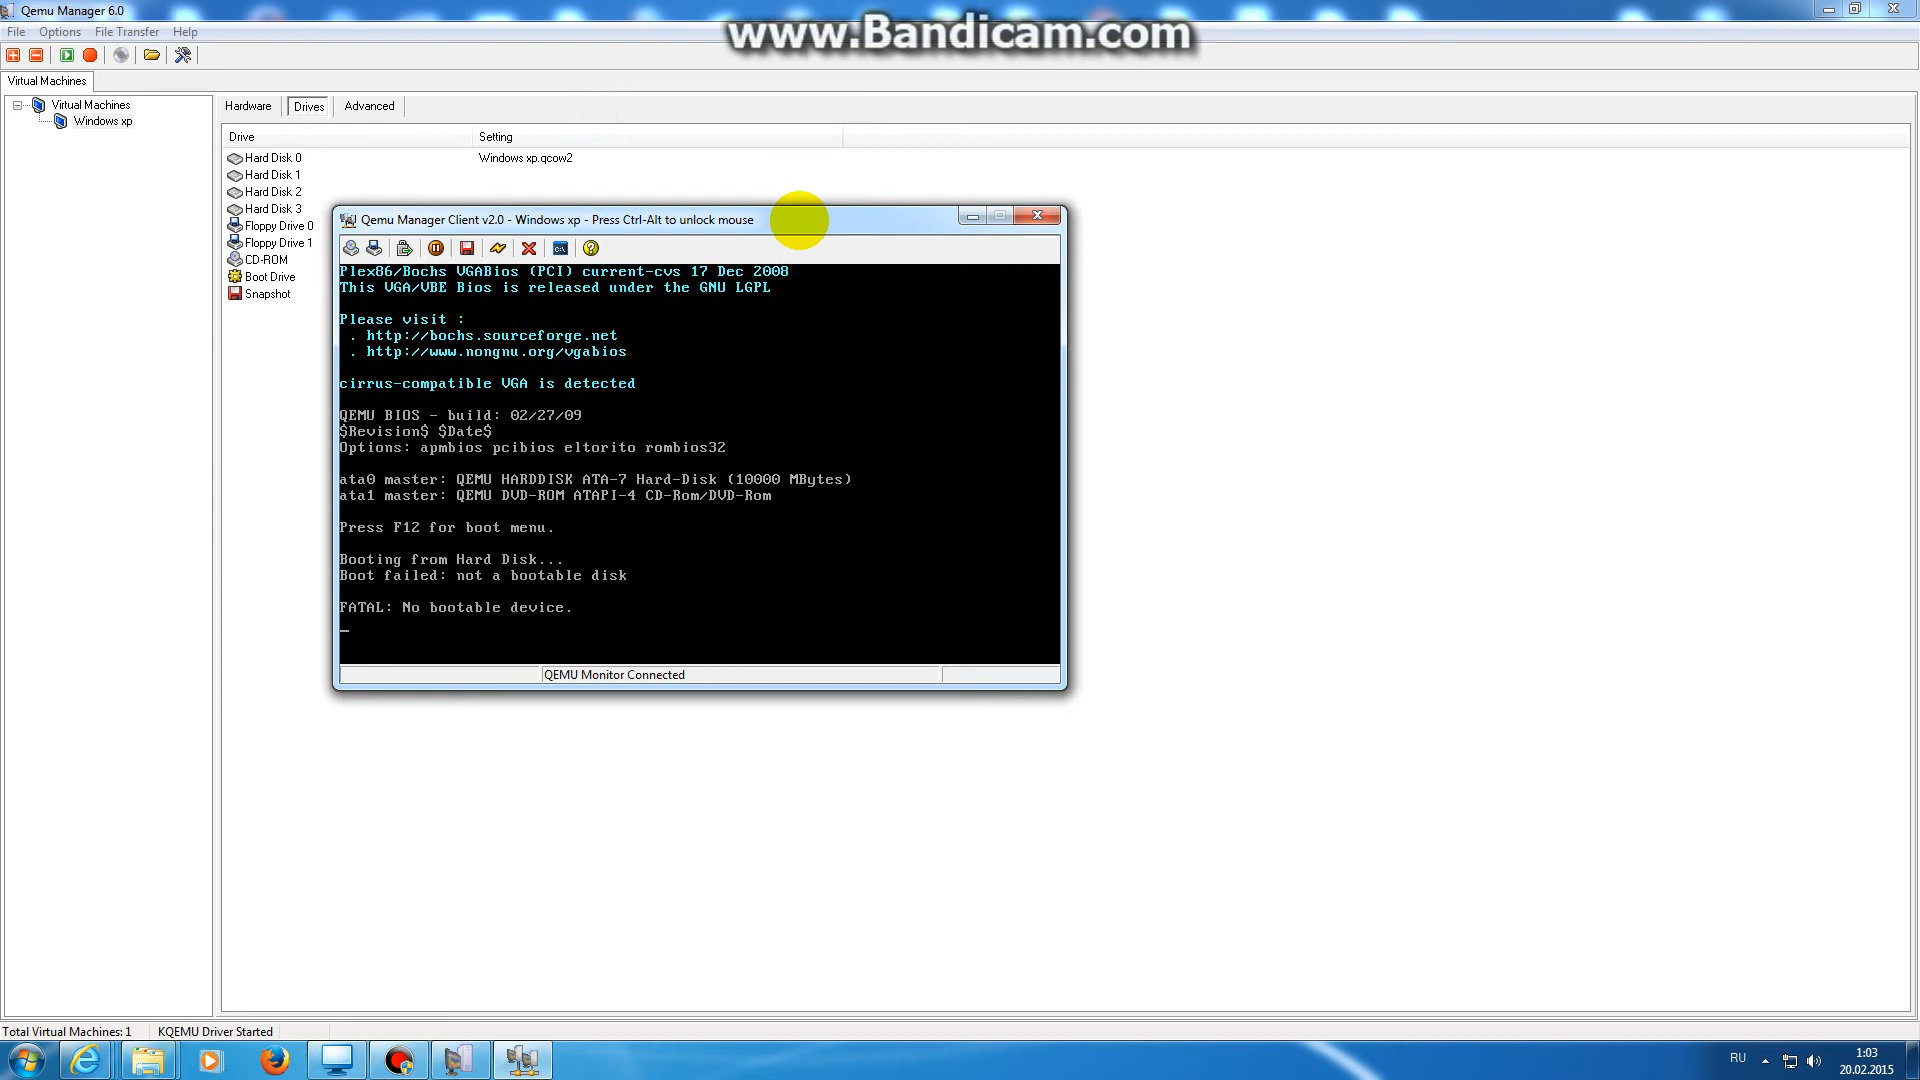 Qemu Manager 6.0
www.Bandicam.com
File Options File Transfer Help
Virtual Machines
Virtual Machines
Windows xp
Hardware Drives Advanced
Drive Setting
Hard Disk 0 Windows xp.qcow2
Hard Disk 1
Hard Disk 2
Hard Disk 3
Floppy Drive 0
Floppy Drive 1
CD-ROM
Boot Drive
Snapshot
Qemu Manager Client v2.0 - Windows xp - Press Ctrl-Alt to unlock mouse
Plex86/Bochs VGABios (PCI) current-cvs 17 Dec 2008
This VGA/VBE Bios is released under the GNU LGPL
Please visit :
. http://bochs.sourceforge.net
. http://www.nongnu.org/vgabios
cirrus-compatible VGA is detected
QEMU BIOS - build: 02/27/09
$Revision$ $Date$
Options: apmbios pcibios eltorito rombios32
ata0 master: QEMU HARDDISK ATA-7 Hard-Disk (10000 MBytes)
ata1 master: QEMU DVD-ROM ATAPI-4 CD-Rom/DVD-Rom
Press F12 for boot menu.
Booting from Hard Disk...
Boot failed: not a bootable disk
FATAL: No bootable device.
QEMU Monitor Connected
Total Virtual Machines: 1 KQEMU Driver Started
RU 1:03
20.02.2015